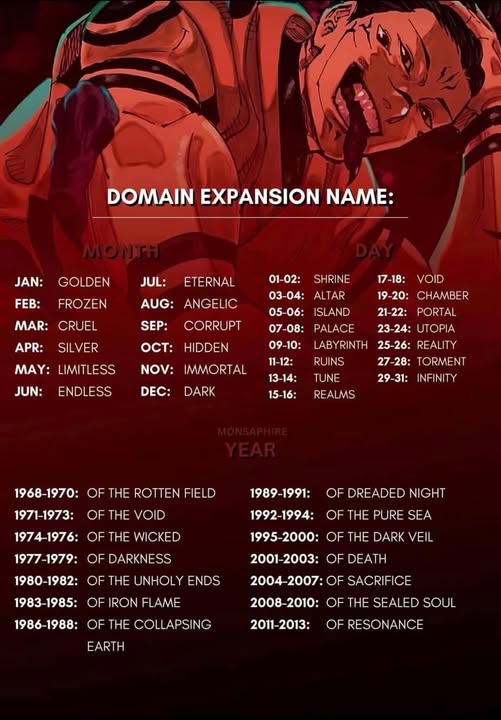 DOMAIN EXPANSION NAME:
MONTH
JAN: GOLDEN
FEB: FROZEN
MAR: CRUEL
APR: SILVER
MAY: LIMITLESS
JUN: ENDLESS
JUL: ETERNAL
AUG: ANGELIC
SEP: CORRUPT
OCT: HIDDEN
NOV: IMMORTAL
DEC: DARK
DAY
01-02: SHRINE
03-04: ALTAR
05-06: ISLAND
07-08: PALACE
09-10: LABYRINTH
11-12: RUINS
13-14: TUNE
15-16: REALMS
17-18: VOID
19-20: CHAMBER
21-22: PORTAL
23-24: UTOPIA
25-26: REALITY
27-28: TORMENT
29-31: INFINITY
MONSAPHIRE
YEAR
1968-1970: OF THE ROTTEN FIELD
1971-1973: OF THE VOID
1974-1976: OF THE WICKED
1977-1979: OF DARKNESS
1980-1982: OF THE UNHOLY ENDS
1983-1985: OF IRON FLAME
1986-1988: OF THE COLLAPSING
EARTH
1989-1991: OF DREADED NIGHT
1992-1994: OF THE PURE SEA
1995-2000: OF THE DARK VEIL
2001-2003: OF DEATH
2004-2007: OF SACRIFICE
2008-2010: OF THE SEALED SOUL
2011-2013: OF RESONANCE